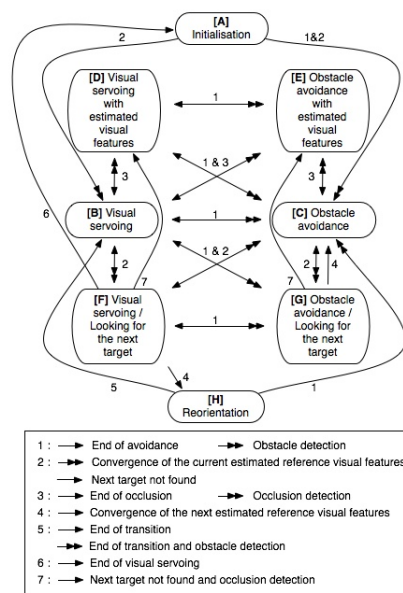 [A]
Initialisation
2
1&2
[D] Visual
servoing
with
estimated
visual
features
[E] Obstacle
avoidance
with
estimated
visual
features
1
3
1 & 3
3
6
[B] Visual
servoing
1
[C] Obstacle
avoidance
2
1 & 2
2
4
7
7
[F] Visual
servoing /
Looking for
the next
target
1
[G] Obstacle
avoidance /
Looking for
the next
target
4
5
[H]
Reorientation
1
1 : End of avoidance Obstacle detection
2 : Convergence of the current estimated reference visual features
Next target not found
3 : End of occlusion Occlusion detection
4 : Convergence of the next estimated reference visual features
5 : End of transition
End of transition and obstacle detection
6 : End of visual servoing
7 : Next target not found and occlusion detection